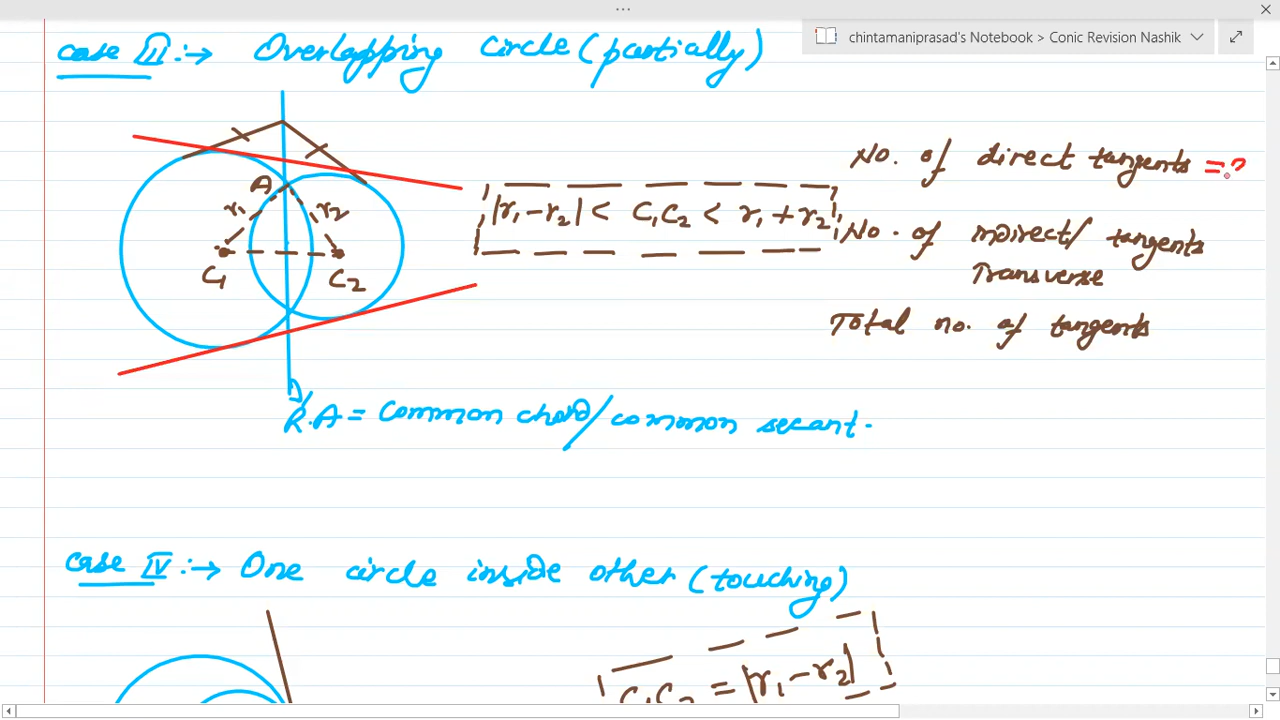 chintamaniprasad's Notebook > Conic Revision Nashik
case III :→ Overlapping circle (partially)
No. of direct tangents = 2
A
r₁ r₂
|r₁-r₂| < C₁C₂ < r₁ + r₂
C₁ C₂
No. of indirect/ tangents
Transverse
Total no. of tangents
R.A = common chord/common secant.
case IV :→ One circle inside other (touching)
C₁C₂ = |r₁-r₂|